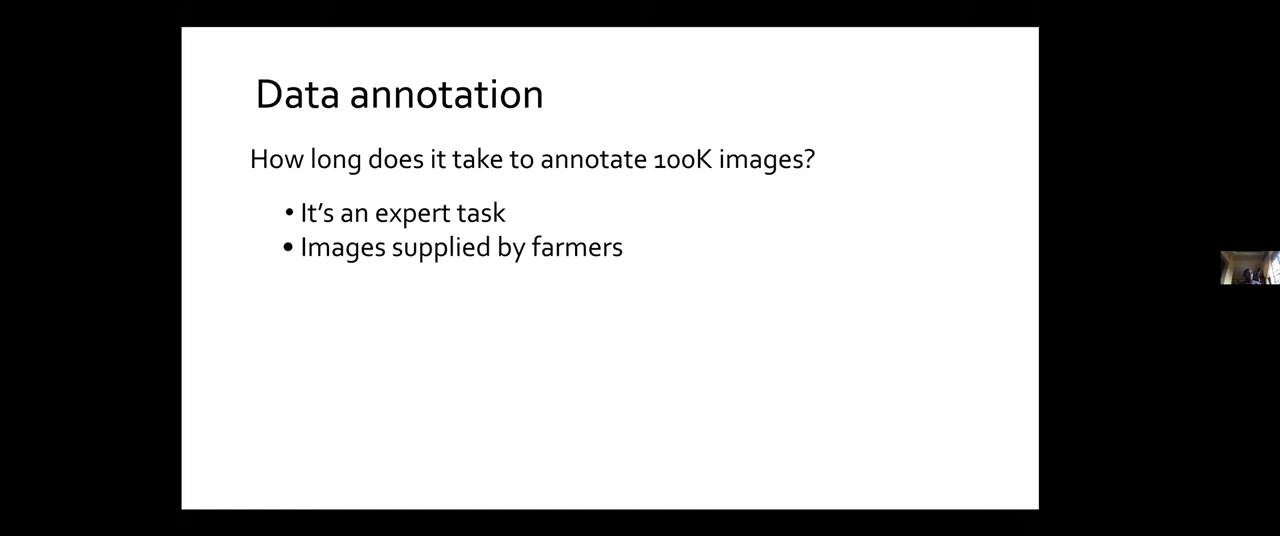 Data annotation
How long does it take to annotate 100K images?
• It's an expert task
• Images supplied by farmers